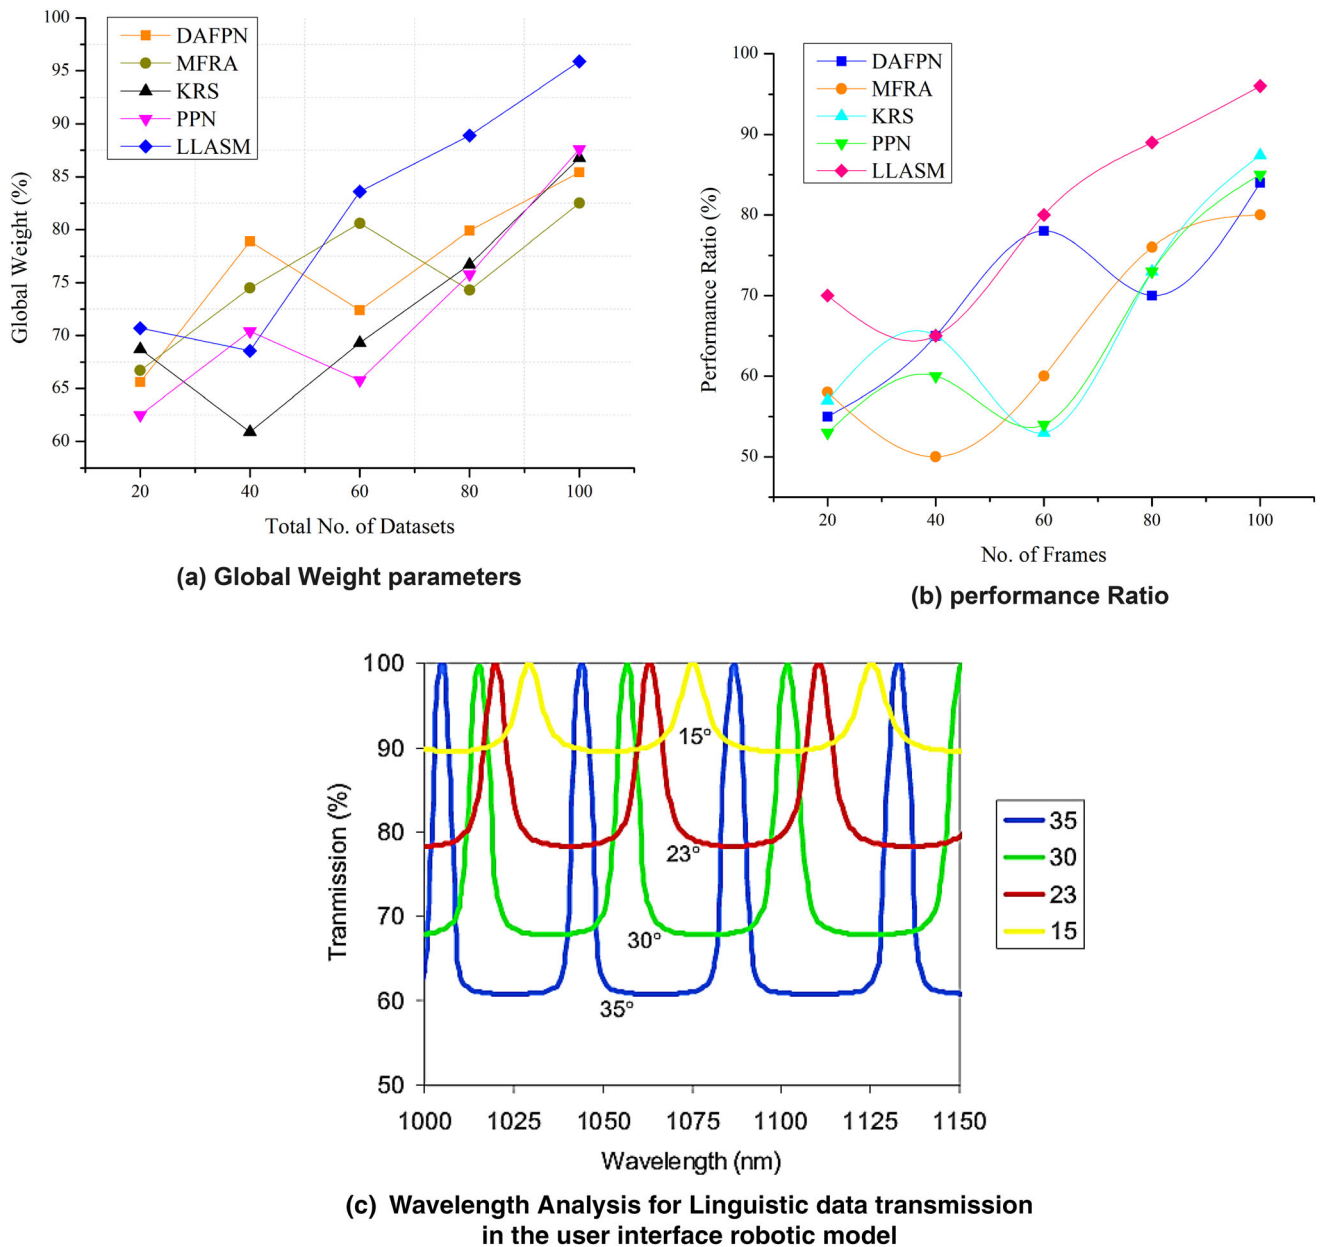 100
95
90
85
80
75
70
65
60
Global Weight (%)
DAFPN
MFRA
KRS
PPN
LLASM
20 40 60 80 100
Total No. of Datasets
(a) Global Weight parameters
100
90
80
70
60
50
Performance Ratio (%)
DAFPN
MFRA
KRS
PPN
LLASM
20 40 60 80 100
No. of Frames
(b) performance Ratio
100
90
80
70
60
50
Tranmission (%)
15°
23°
30°
35°
35
30
23
15
1000 1025 1050 1075 1100 1125 1150
Wavelength (nm)
(c) Wavelength Analysis for Linguistic data transmission
in the user interface robotic model